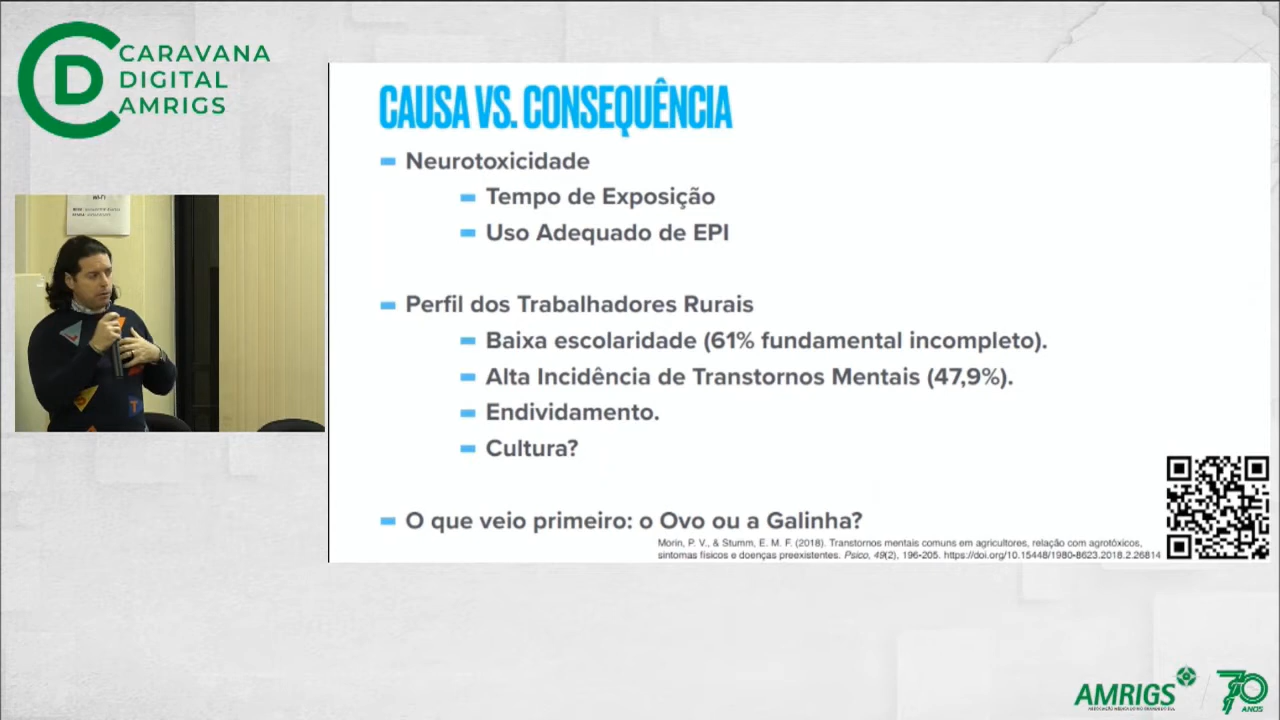 CARAVANA
DIGITAL
AMRIGS
WI-FI
CAUSA VS. CONSEQUÊNCIA
Neurotoxicidade
Tempo de Exposição
Uso Adequado de EPI
Perfil dos Trabalhadores Rurais
Baixa escolaridade (61% fundamental incompleto).
Alta Incidência de Transtornos Mentais (47,9%).
Endividamento.
Cultura?
O que veio primeiro: o Ovo ou a Galinha?
Morin, P. V., & Stumm, E. M. F. (2018). Transtornos mentais comuns em agricultores, relação com agrotóxicos,
sintomas físicos e doenças preexistentes. Psico, 49(2), 196-205. https://doi.org/10.15448/1980-8623.2018.2.26814
AMRIGS
70
ANOS